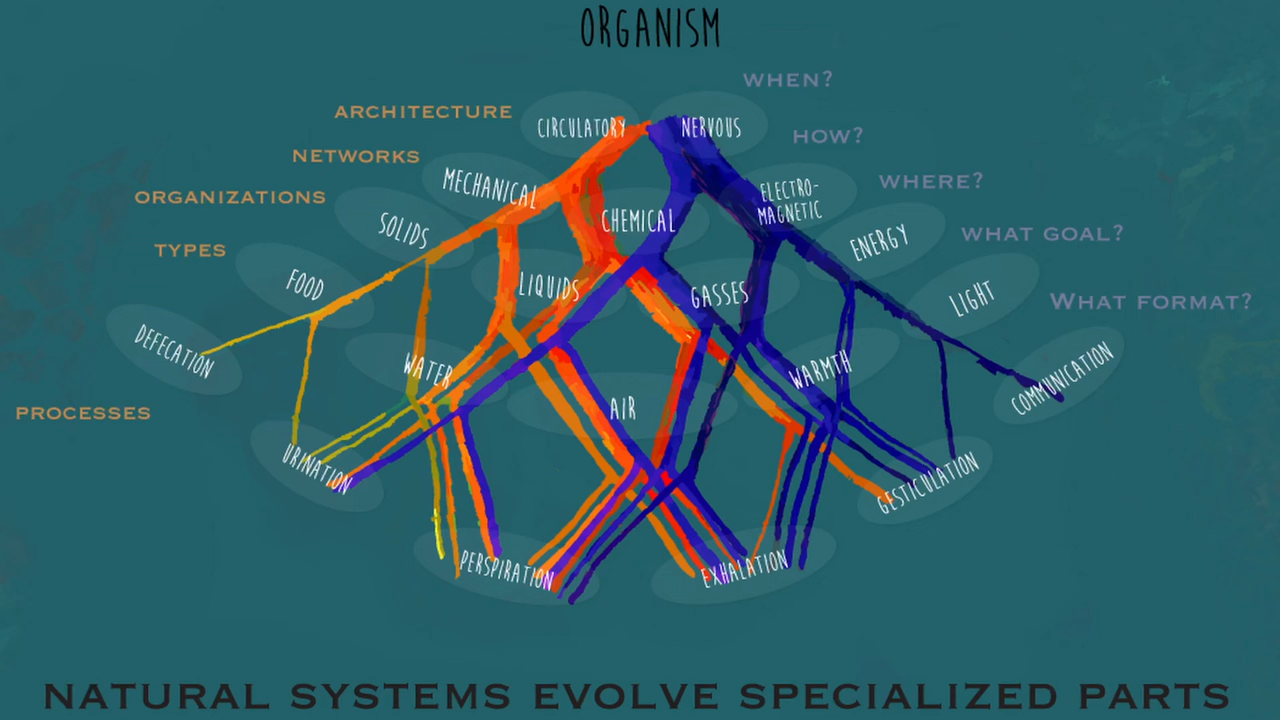 ORGANISM
WHEN?
ARCHITECTURE
CIRCULATORY
NERVOUS
HOW?
NETWORKS
MECHANICAL
CHEMICAL
ELECTRO-
MAGNETIC
WHERE?
ORGANIZATIONS
SOLIDS
LIQUIDS
GASSES
ENERGY
WHAT GOAL?
TYPES
FOOD
WATER
AIR
WARMTH
LIGHT
WHAT FORMAT?
PROCESSES
DEFECATION
URINATION
PERSPIRATION
EXHALATION
GESTICULATION
COMMUNICATION
NATURAL SYSTEMS EVOLVE SPECIALIZED PARTS